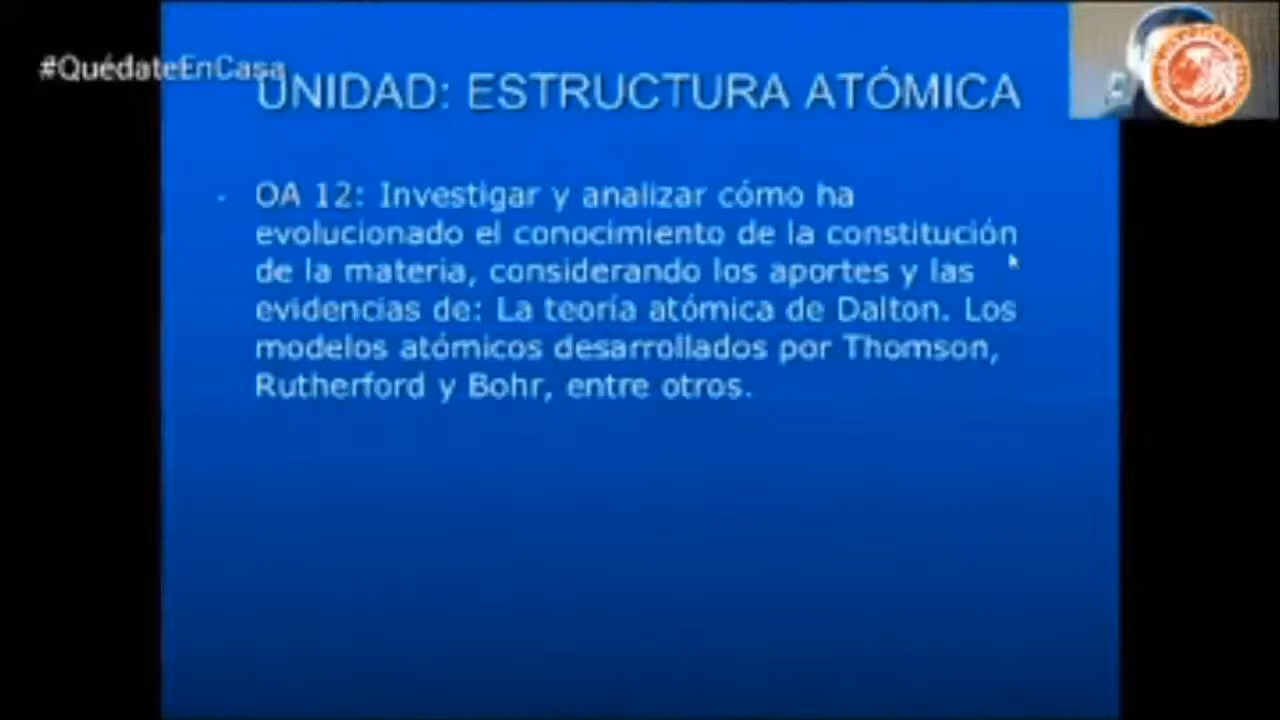 #QuédateEnCasa
UNIDAD: ESTRUCTURA ATÓMICA
- OA 12: Investigar y analizar cómo ha
evolucionado el conocimiento de la constitución
de la materia, considerando los aportes y las
evidencias de: La teoría atómica de Dalton. Los
modelos atómicos desarrollados por Thomson,
Rutherford y Bohr, entre otros.